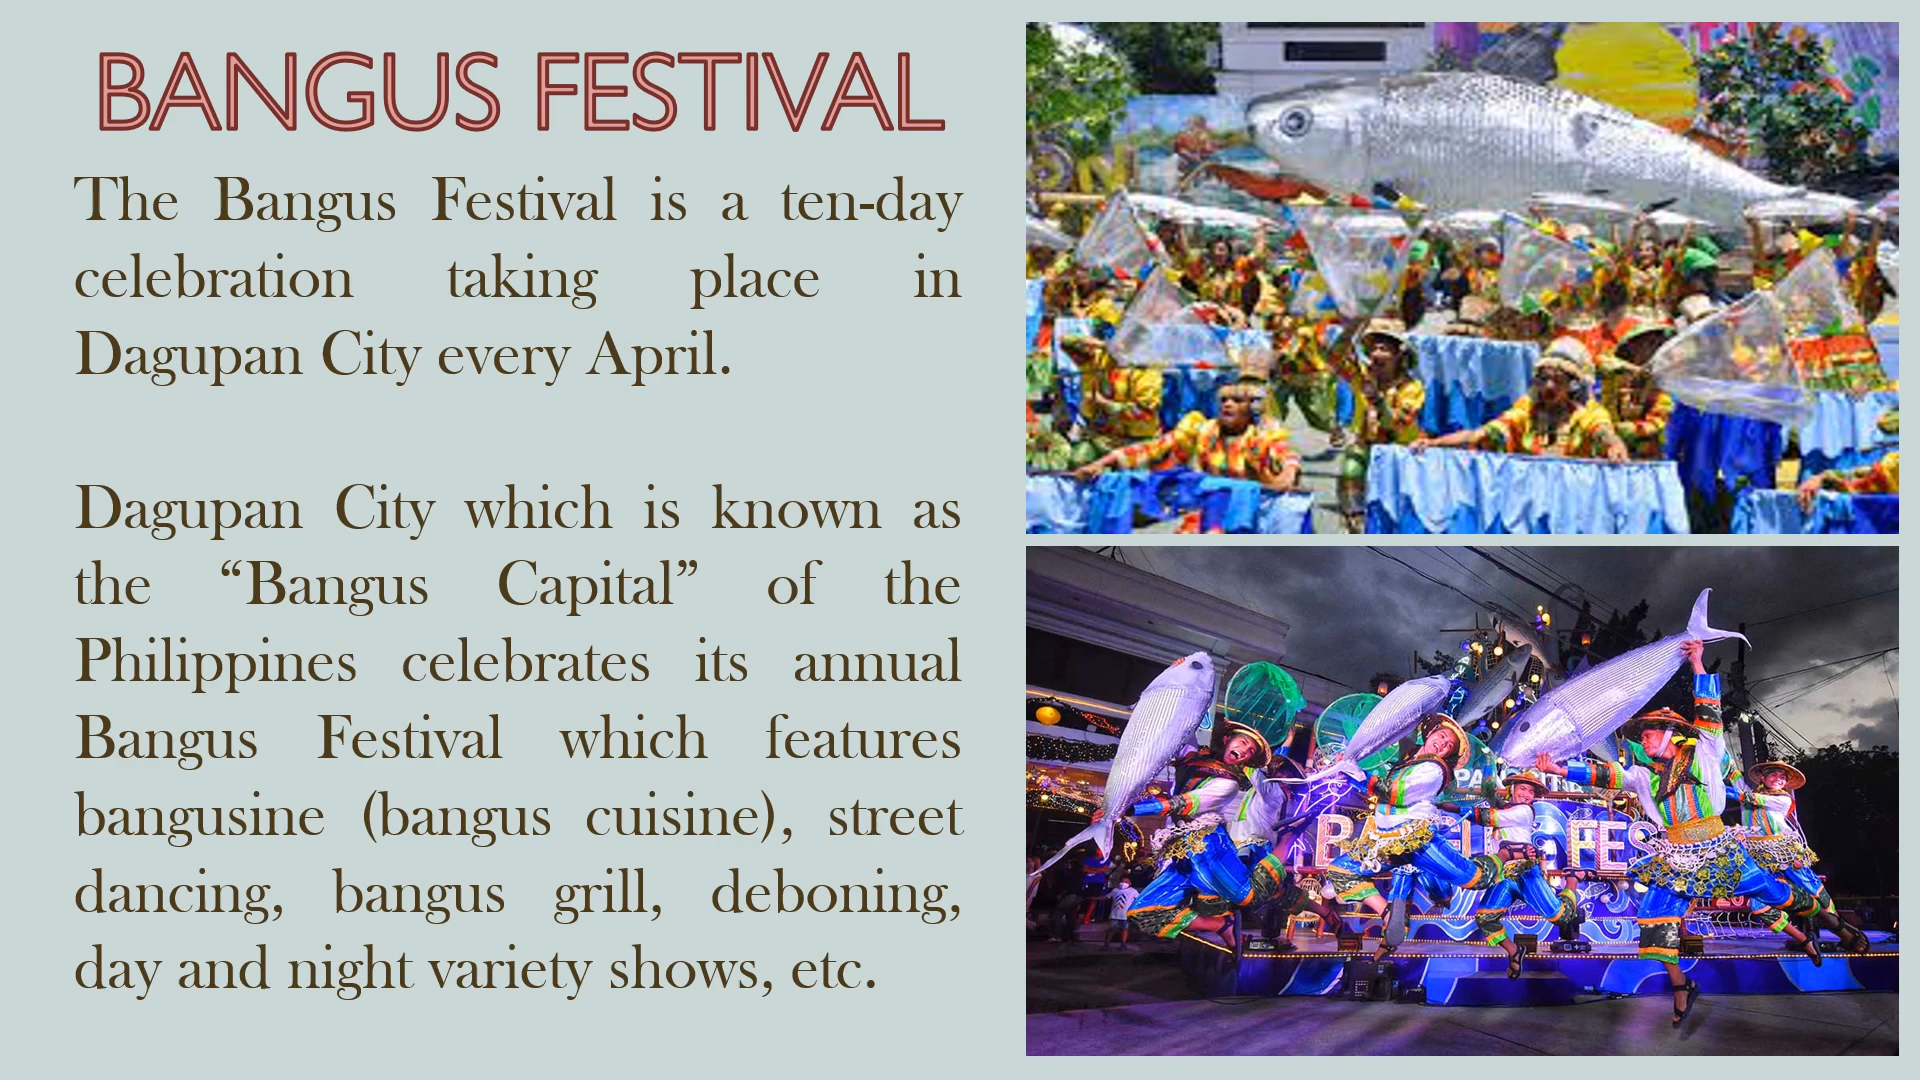 BANGUS FESTIVAL
The Bangus Festival is a ten-day
celebration taking place in
Dagupan City every April.
Dagupan City which is known as
the “Bangus Capital” of the
Philippines celebrates its annual
Bangus Festival which features
bangusine (bangus cuisine), street
dancing, bangus grill, deboning,
day and night variety shows, etc.
FES